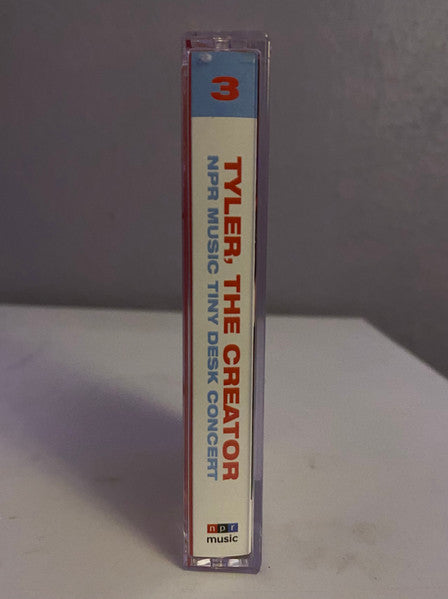 3
TYLER, THE CREATOR
NPR MUSIC TINY DESK CONCERT
npr
music